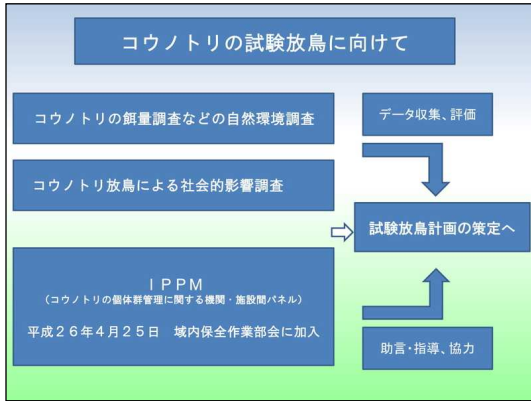 コウノトリの試験放鳥に向けて
コウノトリの餌量調査などの自然環境調査
データ収集、評価
コウノトリ放鳥による社会的影響調査
試験放鳥計画の策定へ
ＩＰＰＭ
（コウノトリの個体群管理に関する機関・施設間パネル）
平成２６年４月２５日　域内保全作業部会に加入
助言・指導、協力